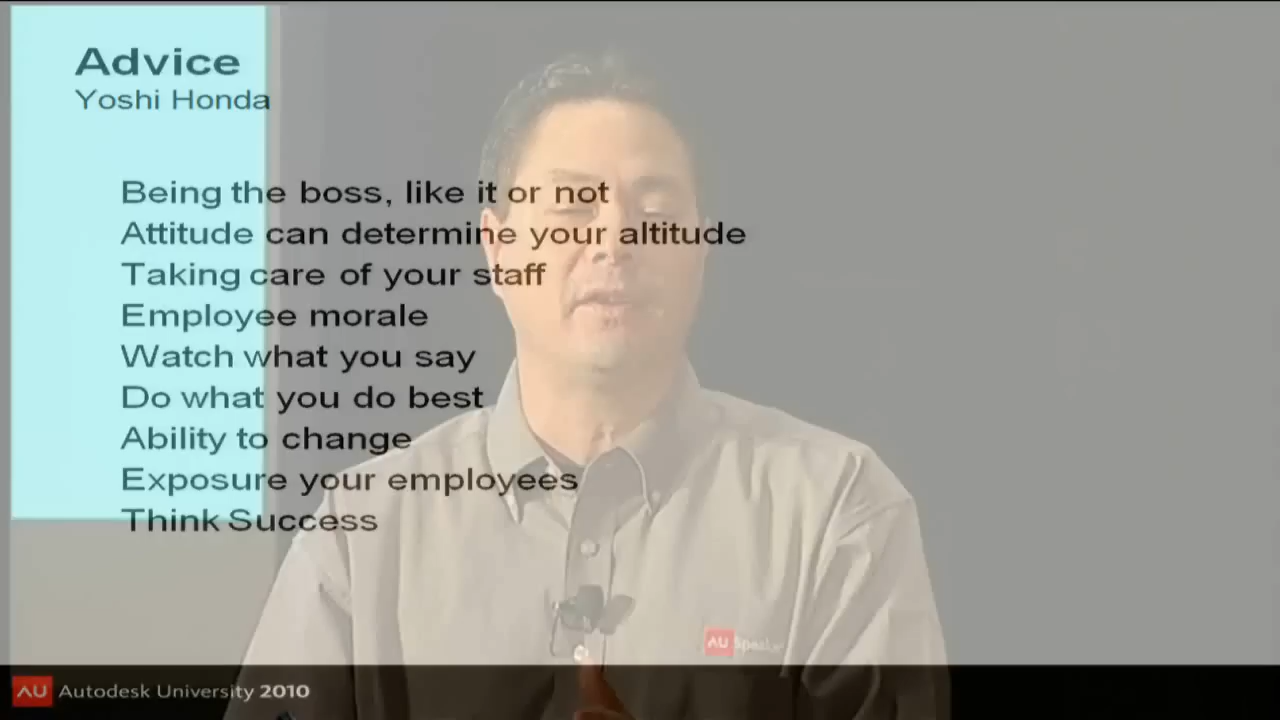 Advice
Yoshi Honda
Being the boss, like it or not
Attitude can determine your altitude
Taking care of your staff
Employee morale
Watch what you say
Do what you do best
Ability to change
Exposure your employees
Think Success
AU Speaker
AU Autodesk University 2010